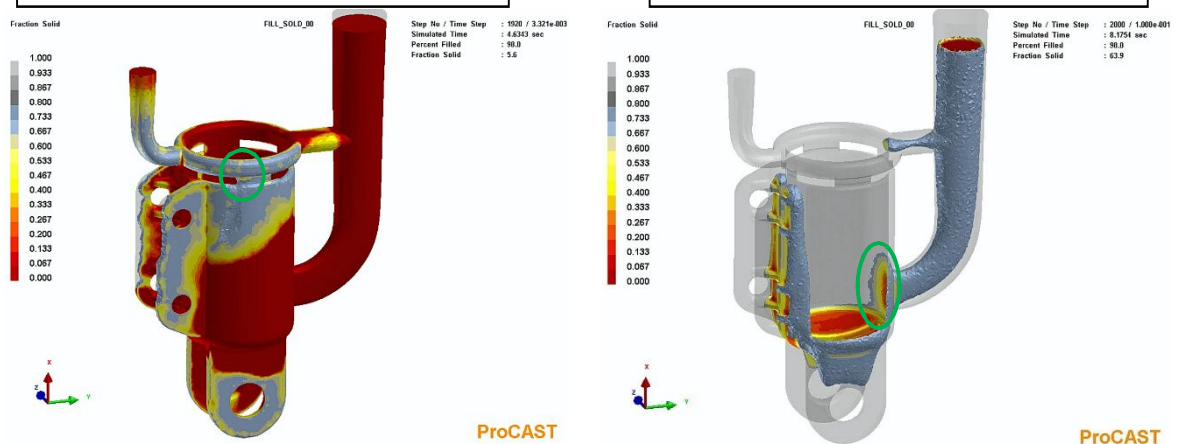 Fraction Solid
FILL_SOLD_00
Step No / Time Step : 1920 / 3.321e-003
Simulated Time : 4.6343 sec
Percent Filled : 98.0
Fraction Solid : 5.6
1.000
0.933
0.867
0.800
0.733
0.667
0.600
0.533
0.467
0.400
0.333
0.267
0.200
0.133
0.067
0.000
X
Z
Y
ProCAST
Fraction Solid
FILL_SOLD_00
Step No / Time Step : 2000 / 1.000e-001
Simulated Time : 8.1754 sec
Percent Filled : 98.0
Fraction Solid : 63.9
1.000
0.933
0.867
0.800
0.733
0.667
0.600
0.533
0.467
0.400
0.333
0.267
0.200
0.133
0.067
0.000
X
Z
Y
ProCAST